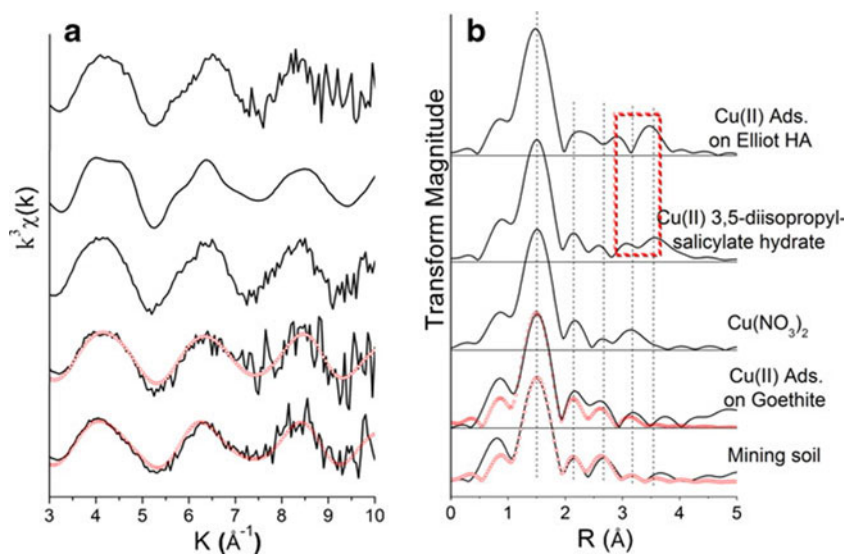 a
k³χ(k)
3 4 5 6 7 8 9 10
K (Å⁻¹)
b
Transform Magnitude
Cu(II) Ads.
on Elliot HA
Cu(II) 3,5-diisopropyl-
salicylate hydrate
Cu(NO₃)₂
Cu(II) Ads.
on Goethite
Mining soil
0 1 2 3 4 5
R (Å)